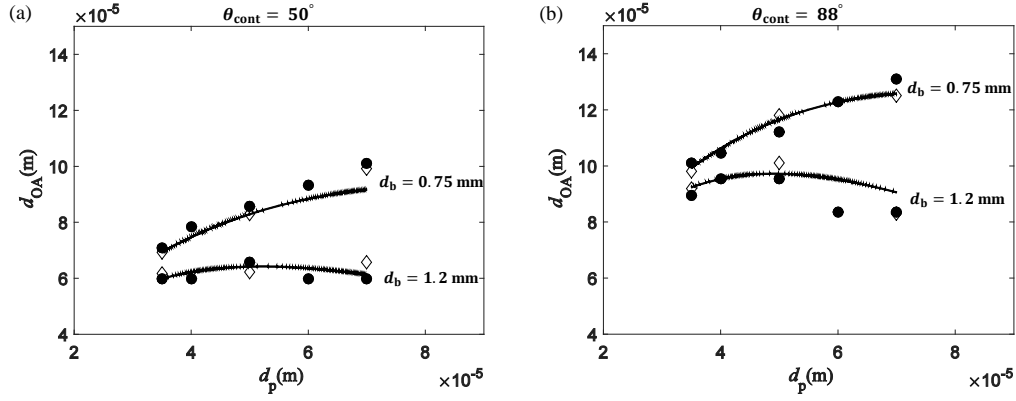 (a)
×10⁻⁵
θcont = 50°
14
12
10
8
6
4
dOA(m)
2
4
6
8
dp(m)
×10⁻⁵
db = 0.75 mm
db = 1.2 mm
(b)
×10⁻⁵
θcont = 88°
14
12
10
8
6
4
dOA(m)
2
4
6
8
dp(m)
×10⁻⁵
db = 0.75 mm
db = 1.2 mm